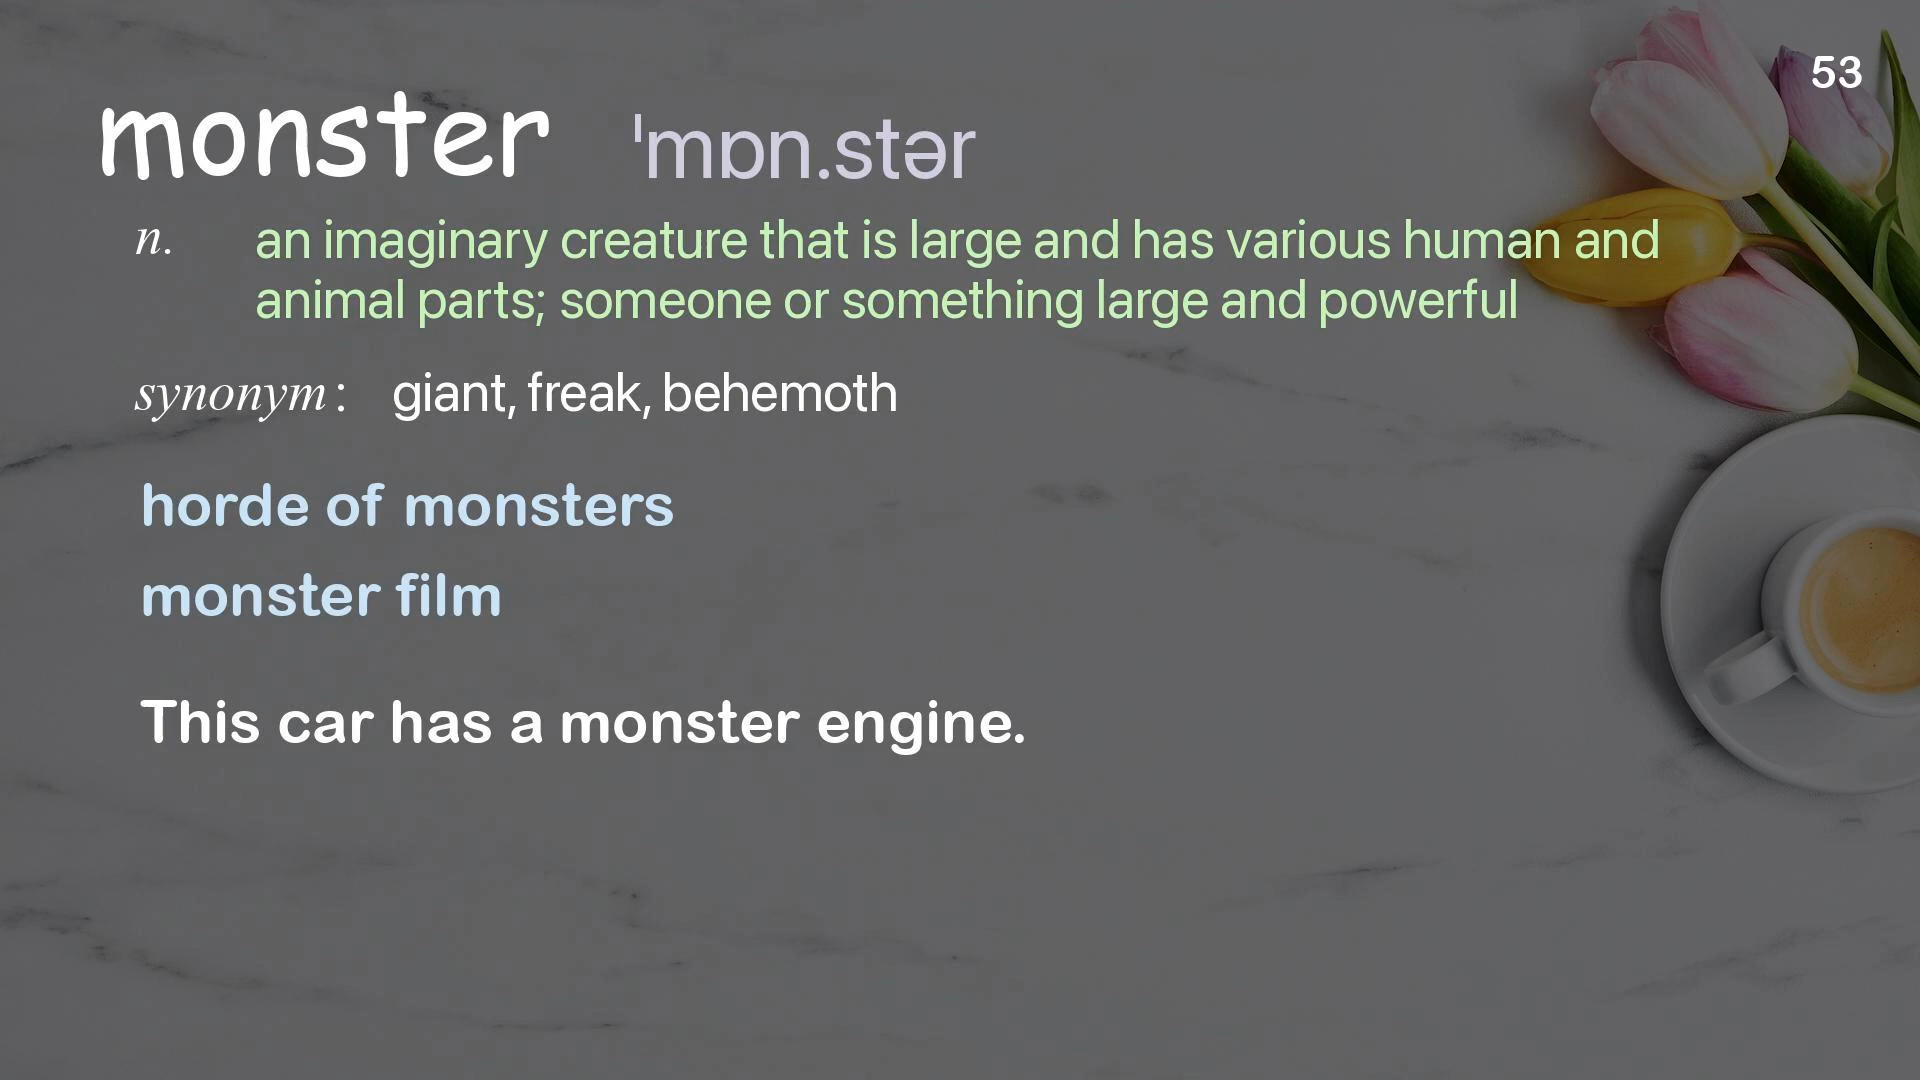 53
monster ˈmɒn.stər
n. an imaginary creature that is large and has various human and
animal parts; someone or something large and powerful
synonym: giant, freak, behemoth
horde of monsters
monster film
This car has a monster engine.